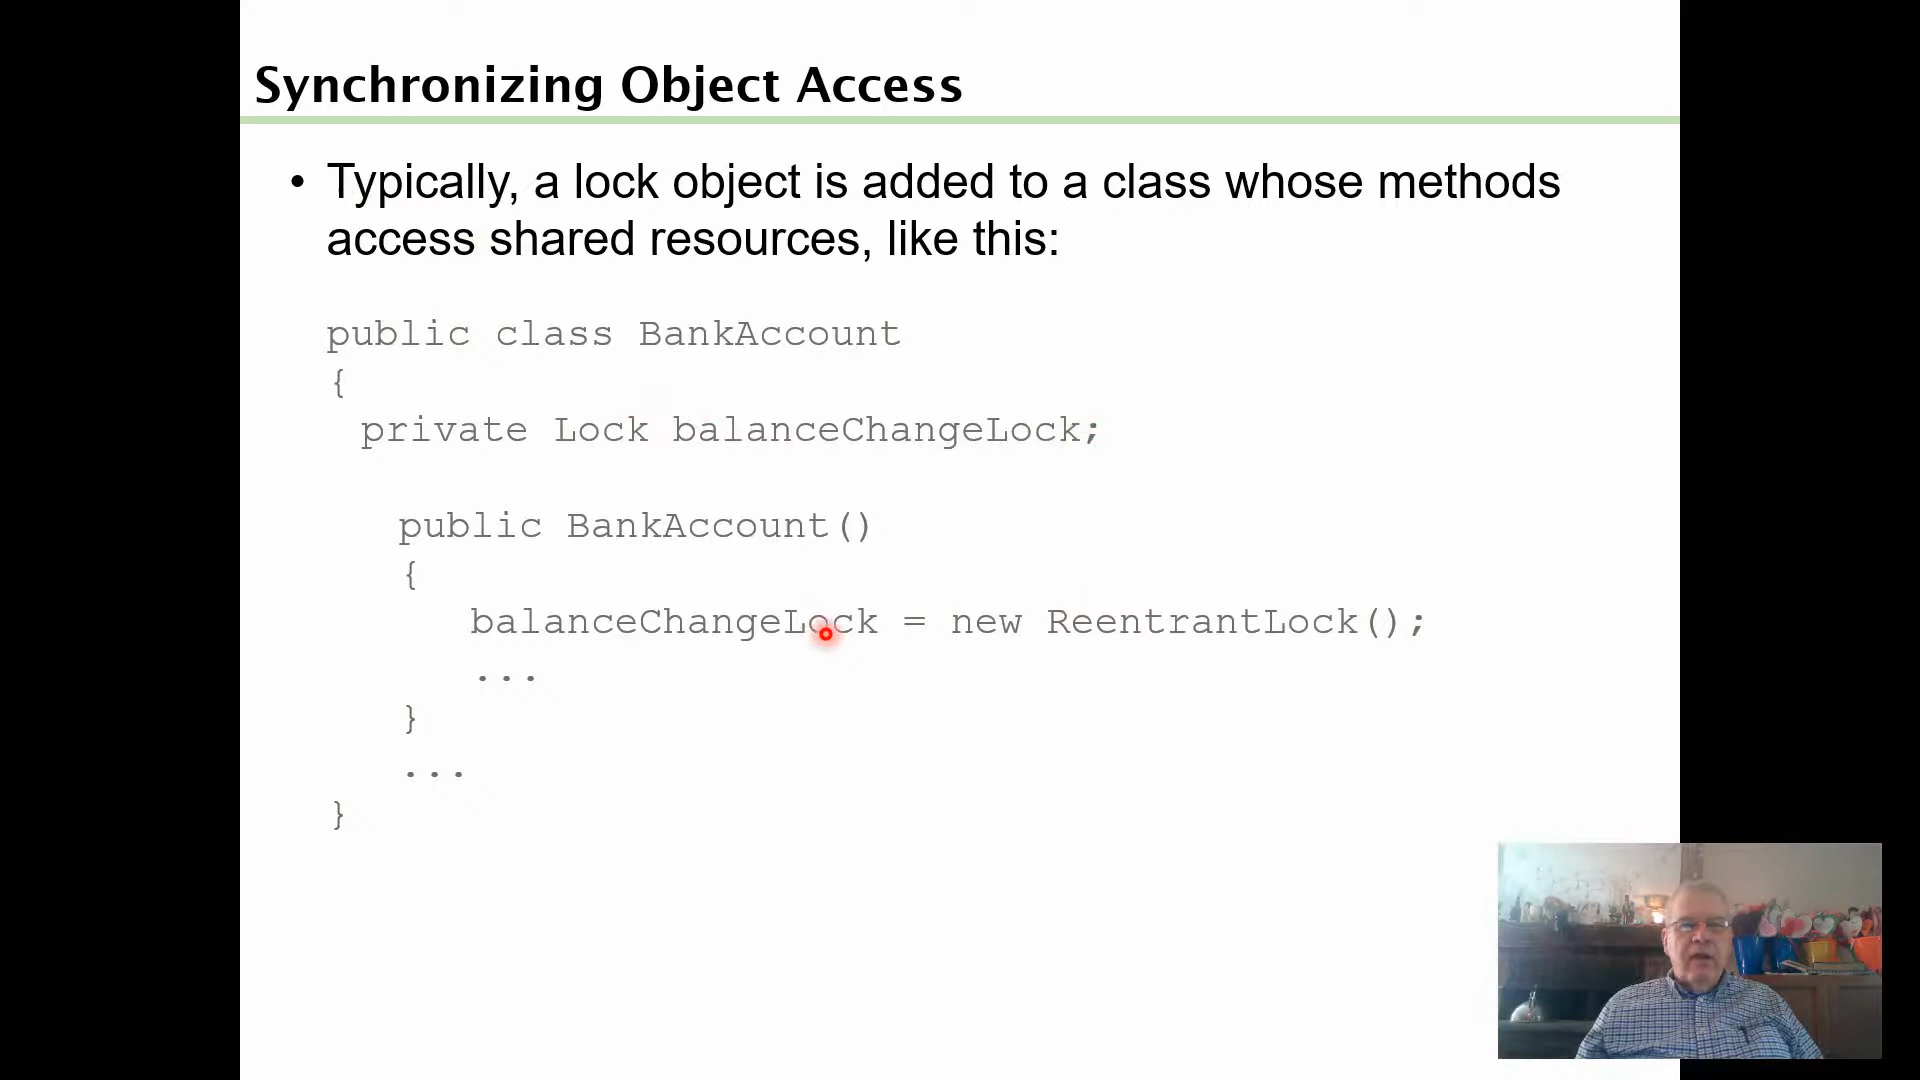 Synchronizing Object Access
• Typically, a lock object is added to a class whose methods
access shared resources, like this:
public class BankAccount
{
private Lock balanceChangeLock;
public BankAccount()
{
balanceChangeLock = new ReentrantLock();
...
}
...
}